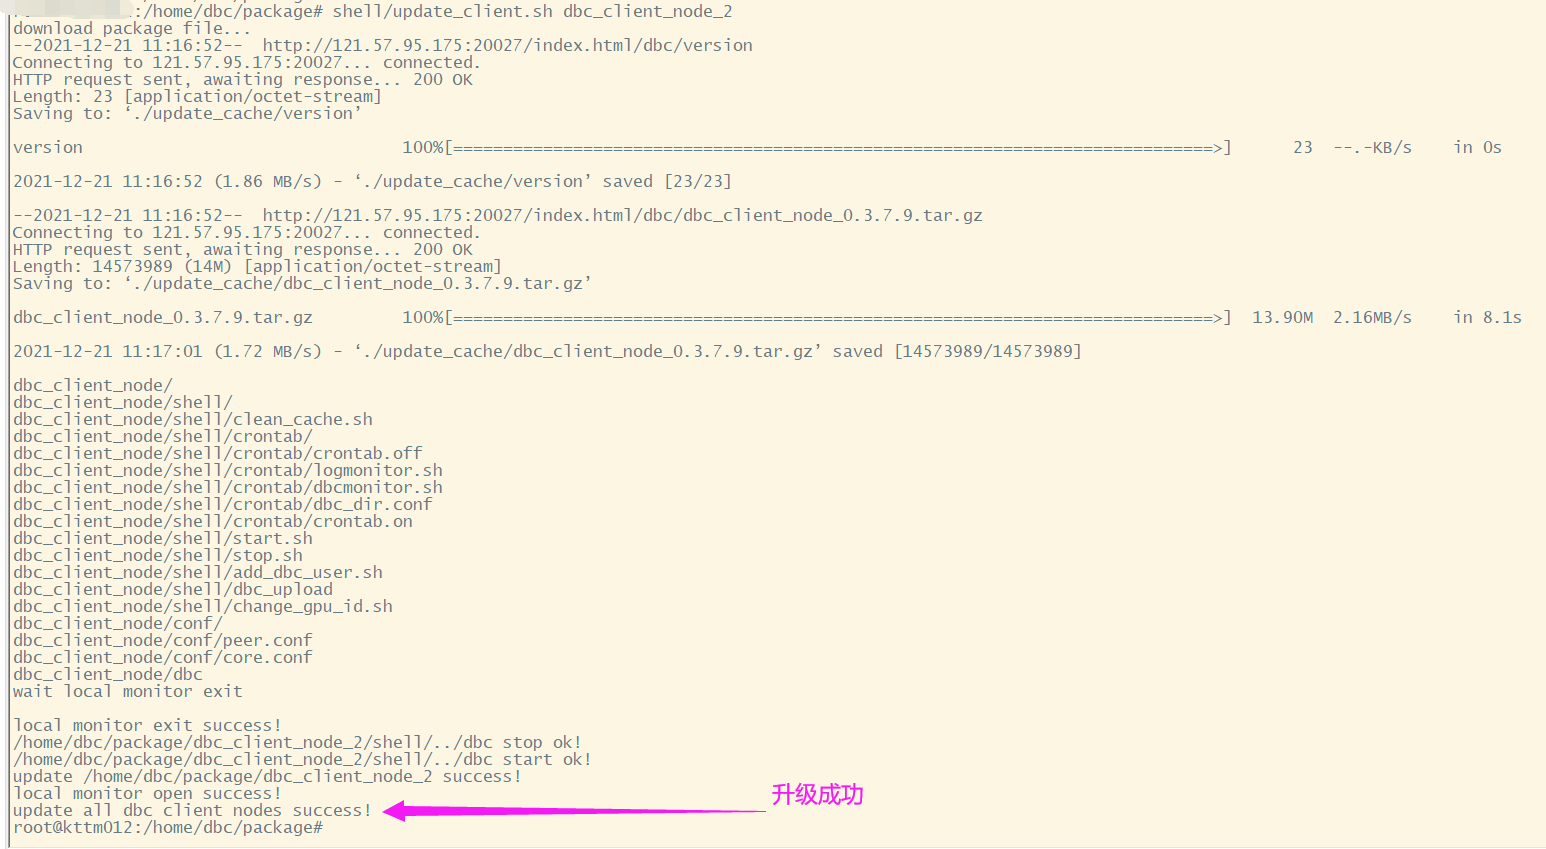 :/home/dbc/package# shell/update_client.sh dbc_client_node_2
download package file...
--2021-12-21 11:16:52--  http://121.57.95.175:20027/index.html/dbc/version
Connecting to 121.57.95.175:20027... connected.
HTTP request sent, awaiting response... 200 OK
Length: 23 [application/octet-stream]
Saving to: ‘./update_cache/version’
version 100%[============================================================================>] 23 --.-KB/s in 0s
2021-12-21 11:16:52 (1.86 MB/s) - ‘./update_cache/version’ saved [23/23]
--2021-12-21 11:16:52--  http://121.57.95.175:20027/index.html/dbc/dbc_client_node_0.3.7.9.tar.gz
Connecting to 121.57.95.175:20027... connected.
HTTP request sent, awaiting response... 200 OK
Length: 14573989 (14M) [application/octet-stream]
Saving to: ‘./update_cache/dbc_client_node_0.3.7.9.tar.gz’
dbc_client_node_0.3.7.9.tar.gz 100%[============================================================================>] 13.90M 2.16MB/s in 8.1s
2021-12-21 11:17:01 (1.72 MB/s) - ‘./update_cache/dbc_client_node_0.3.7.9.tar.gz’ saved [14573989/14573989]
dbc_client_node/
dbc_client_node/shell/
dbc_client_node/shell/clean_cache.sh
dbc_client_node/shell/crontab/
dbc_client_node/shell/crontab/crontab.off
dbc_client_node/shell/crontab/logmonitor.sh
dbc_client_node/shell/crontab/dbcmonitor.sh
dbc_client_node/shell/crontab/dbc_dir.conf
dbc_client_node/shell/crontab/crontab.on
dbc_client_node/shell/start.sh
dbc_client_node/shell/stop.sh
dbc_client_node/shell/add_dbc_user.sh
dbc_client_node/shell/dbc_upload
dbc_client_node/shell/change_gpu_id.sh
dbc_client_node/conf/
dbc_client_node/conf/peer.conf
dbc_client_node/conf/core.conf
dbc_client_node/dbc
wait local monitor exit
local monitor exit success!
/home/dbc/package/dbc_client_node_2/shell/../dbc stop ok!
/home/dbc/package/dbc_client_node_2/shell/../dbc start ok!
update /home/dbc/package/dbc_client_node_2 success!
local monitor open success!
升级成功
update all dbc client nodes success!
root@kttm012:/home/dbc/package#